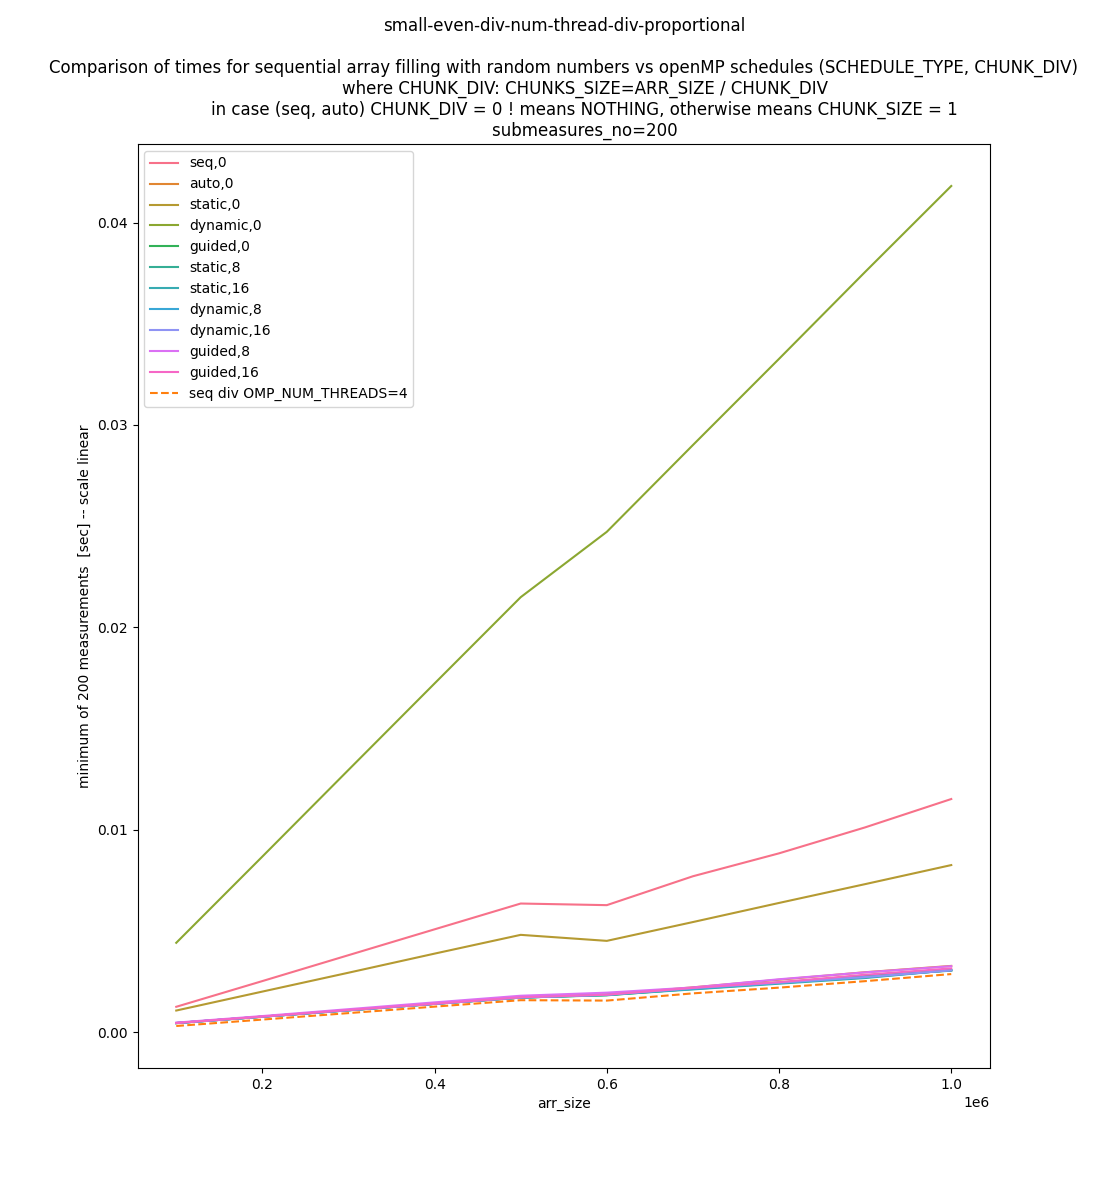 small-even-div-num-thread-div-proportional
Comparison of times for sequential array filling with random numbers vs openMP schedules (SCHEDULE_TYPE, CHUNK_DIV)
where CHUNK_DIV: CHUNKS_SIZE=ARR_SIZE / CHUNK_DIV
in case (seq, auto) CHUNK_DIV = 0 ! means NOTHING, otherwise means CHUNK_SIZE = 1
submeasures_no=200
seq,0
auto,0
static,0
dynamic,0
guided,0
static,8
static,16
dynamic,8
dynamic,16
guided,8
guided,16
seq div OMP_NUM_THREADS=4
minimum of 200 measurements  [sec] -- scale linear
0.04
0.03
0.02
0.01
0.00
0.2
0.4
0.6
0.8
1.0
1e6
arr_size